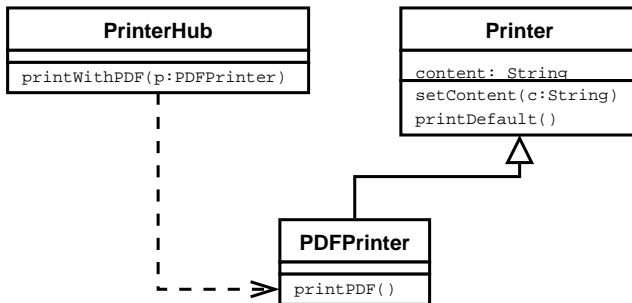 PrinterHub
printWithPDF(p:PDFPrinter)
Printer
content: String
setContent(c:String)
printDefault()
PDFPrinter
printPDF()